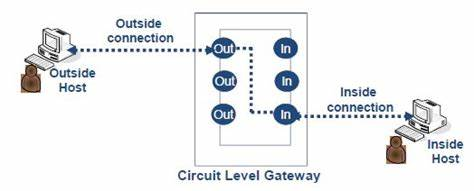 Outside
connection
Outside
Host
Out
In
Out
In
Out
In
Inside
connection
Inside
Host
Circuit Level Gateway